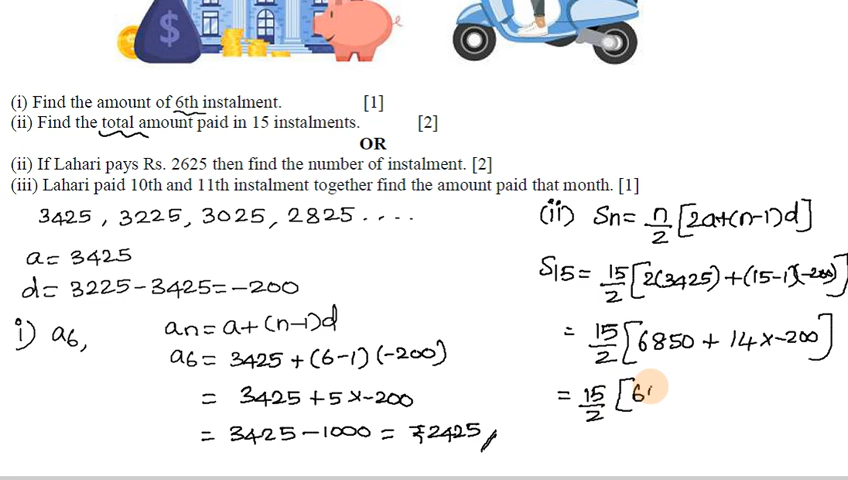 $
(i) Find the amount of 6th instalment. [1]
(ii) Find the total amount paid in 15 instalments. [2]
OR
(ii) If Lahari pays Rs. 2625 then find the number of instalment. [2]
(iii) Lahari paid 10th and 11th instalment together find the amount paid that month. [1]
3425, 3225, 3025, 2825 ....
a = 3425
d = 3225 - 3425 = -200
i) a6, an = a + (n-1)d
a6 = 3425 + (6-1) (-200)
= 3425 + 5 x -200
= 3425 - 1000 = ₹2425 //
(ii) Sn = n/2 [2a+(n-1)d]
S15 = 15/2 [2(3425) + (15-1)(-200)]
= 15/2 [6850 + 14 x -200]
= 15/2 [6